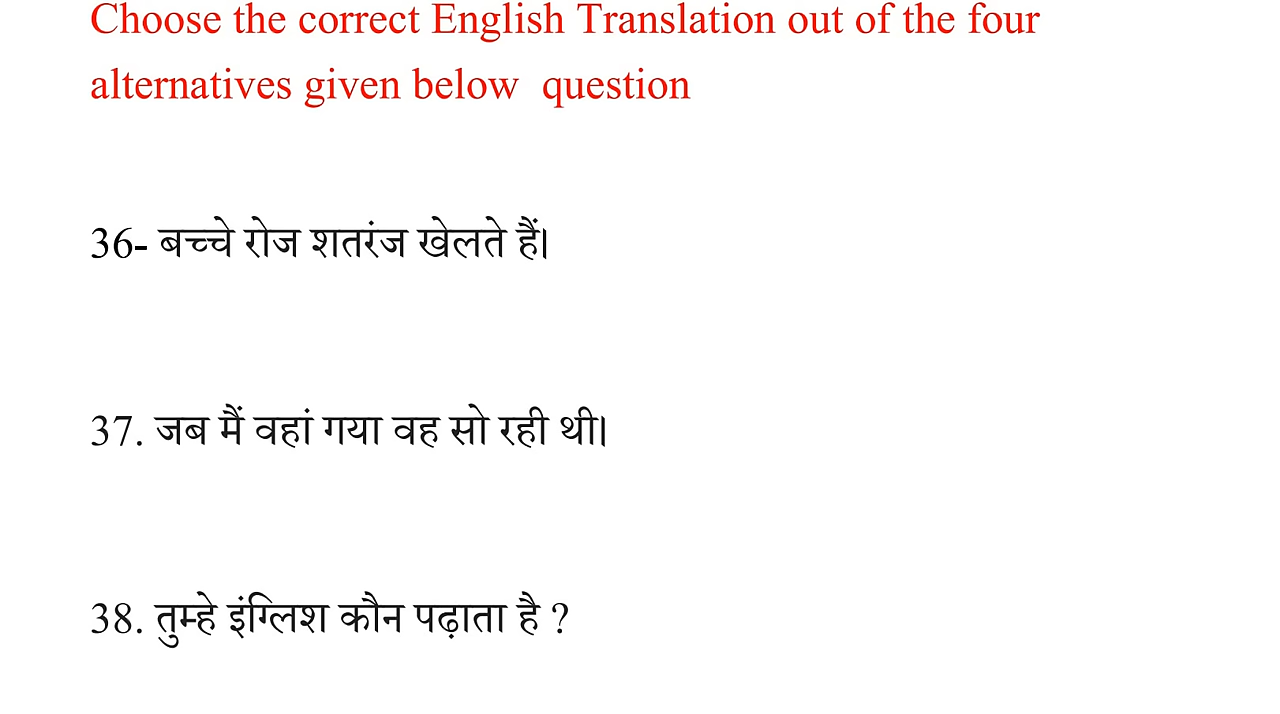 Choose the correct English Translation out of the four
alternatives given below question
36- बच्चे रोज शतरंज खेलते हैं।
37. जब मैं वहां गया वह सो रही थी।
38. तुम्हे इंग्लिश कौन पढ़ाता है ?